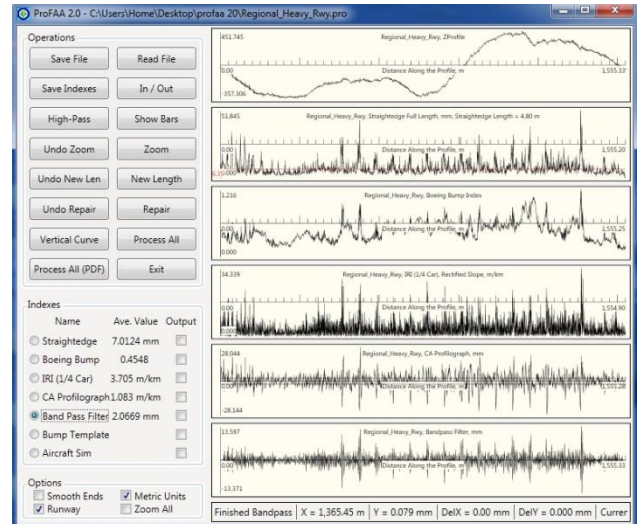 ProFAA 2.0 - C:\Users\Home\Desktop\profaa 20\Regional_Heavy_Rwy.pro
Operations
Save File Read File
Save Indexes In / Out
High-Pass Show Bars
Undo Zoom Zoom
Undo New Len New Length
Undo Repair Repair
Vertical Curve Process All
Process All (PDF) Exit
Indexes
Name Ave. Value Output
Straightedge 7.0124 mm
Boeing Bump 0.4548
IRI (1/4 Car) 3.705 m/km
CA Profilograph 1.083 m/km
Band Pass Filter 2.0669 mm
Bump Template
Aircraft Sim
Options
Smooth Ends Metric Units
Runway Zoom All
451.745 Regional_Heavy_Rwy, ZProfile
0.00 Distance Along the Profile, m 1,555.33
-357.306
51.845 Regional_Heavy_Rwy, Straightedge Full Length, mm, Straightedge Length = 4.80 m
0.00 Distance Along the Profile, m 1,555.20
0.000
1.216 Regional_Heavy_Rwy, Boeing Bump Index
0.00 Distance Along the Profile, m 1,555.25
0.000
34.339 Regional_Heavy_Rwy, IRI (1/4 Car), Rectified Slope, m/km
0.00 Distance Along the Profile, m 1,554.90
0.000
28.044 Regional_Heavy_Rwy, CA Profilograph, mm
0.00 Distance Along the Profile, m 1,555.28
-28.144
13.597 Regional_Heavy_Rwy, Bandpass Filter, mm
0.00 Distance Along the Profile, m 1,555.33
-13.371
Finished Bandpass X = 1,365.45 m Y = 0.079 mm DelX = 0.00 mm DelY = 0.000 mm Currer